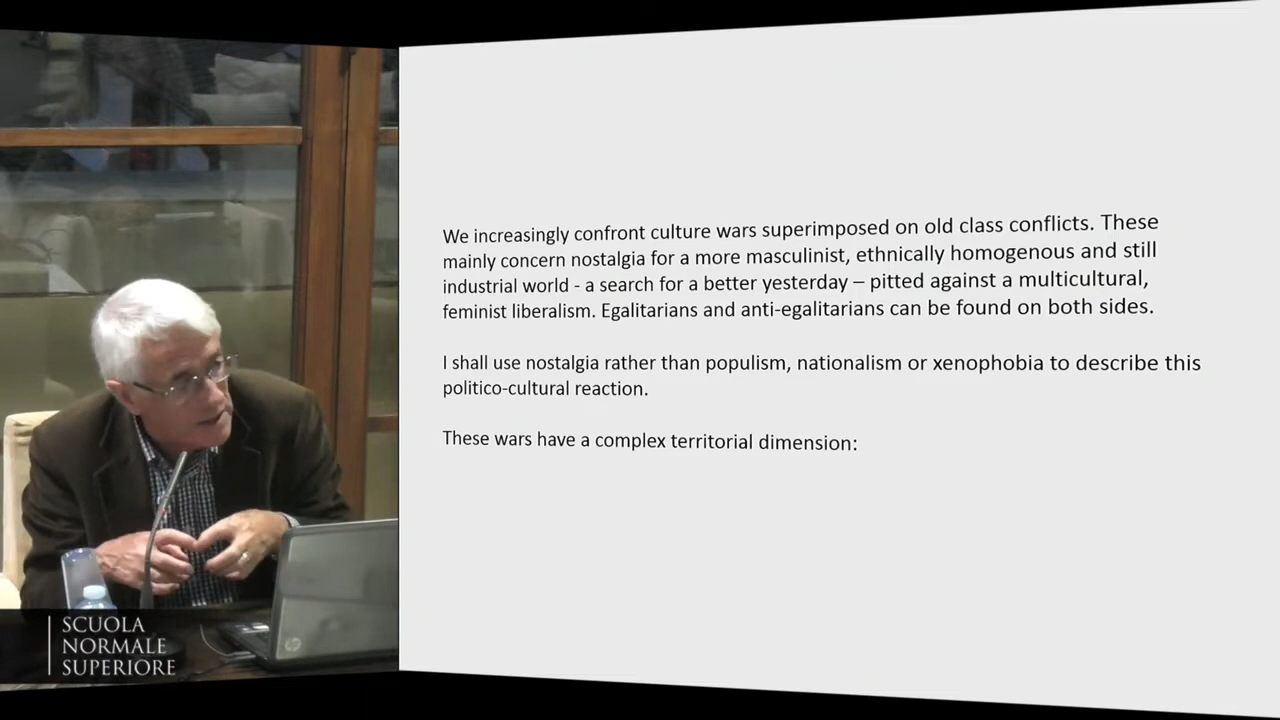 We increasingly confront culture wars superimposed on old class conflicts. These
mainly concern nostalgia for a more masculinist, ethnically homogenous and still
industrial world - a search for a better yesterday – pitted against a multicultural,
feminist liberalism. Egalitarians and anti-egalitarians can be found on both sides.
I shall use nostalgia rather than populism, nationalism or xenophobia to describe this
politico-cultural reaction.
These wars have a complex territorial dimension:
SCUOLA
NORMALE
SUPERIORE
hp